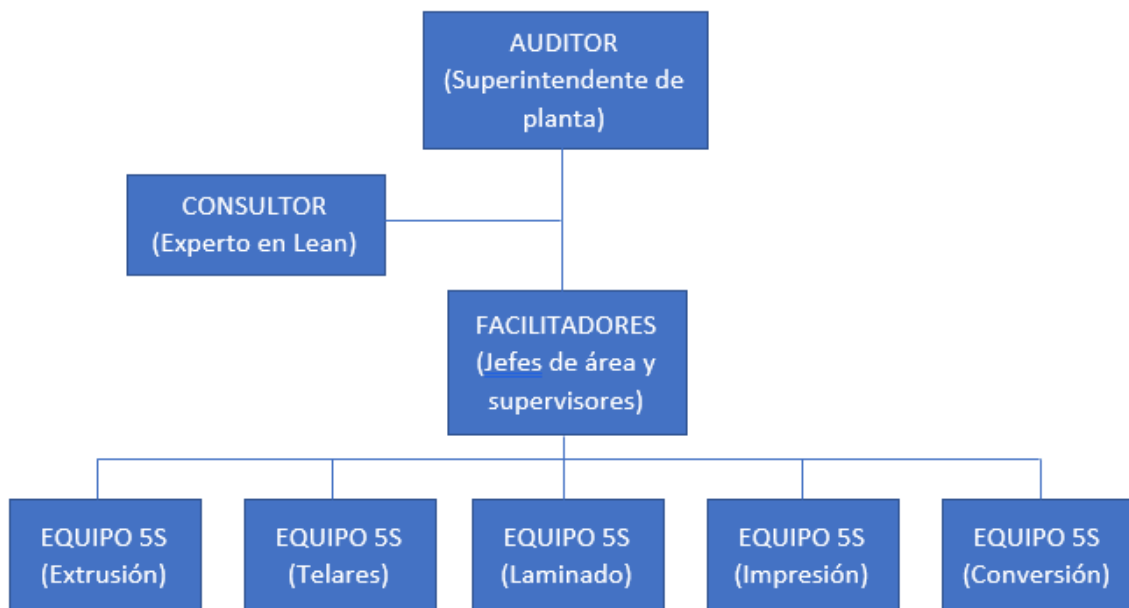 AUDITOR
(Superintendente de
planta)
CONSULTOR
(Experto en Lean)
FACILITADORES
(Jefes de área y
supervisores)
EQUIPO 5S
(Extrusión)
EQUIPO 5S
(Telares)
EQUIPO 5S
(Laminado)
EQUIPO 5S
(Impresión)
EQUIPO 5S
(Conversión)